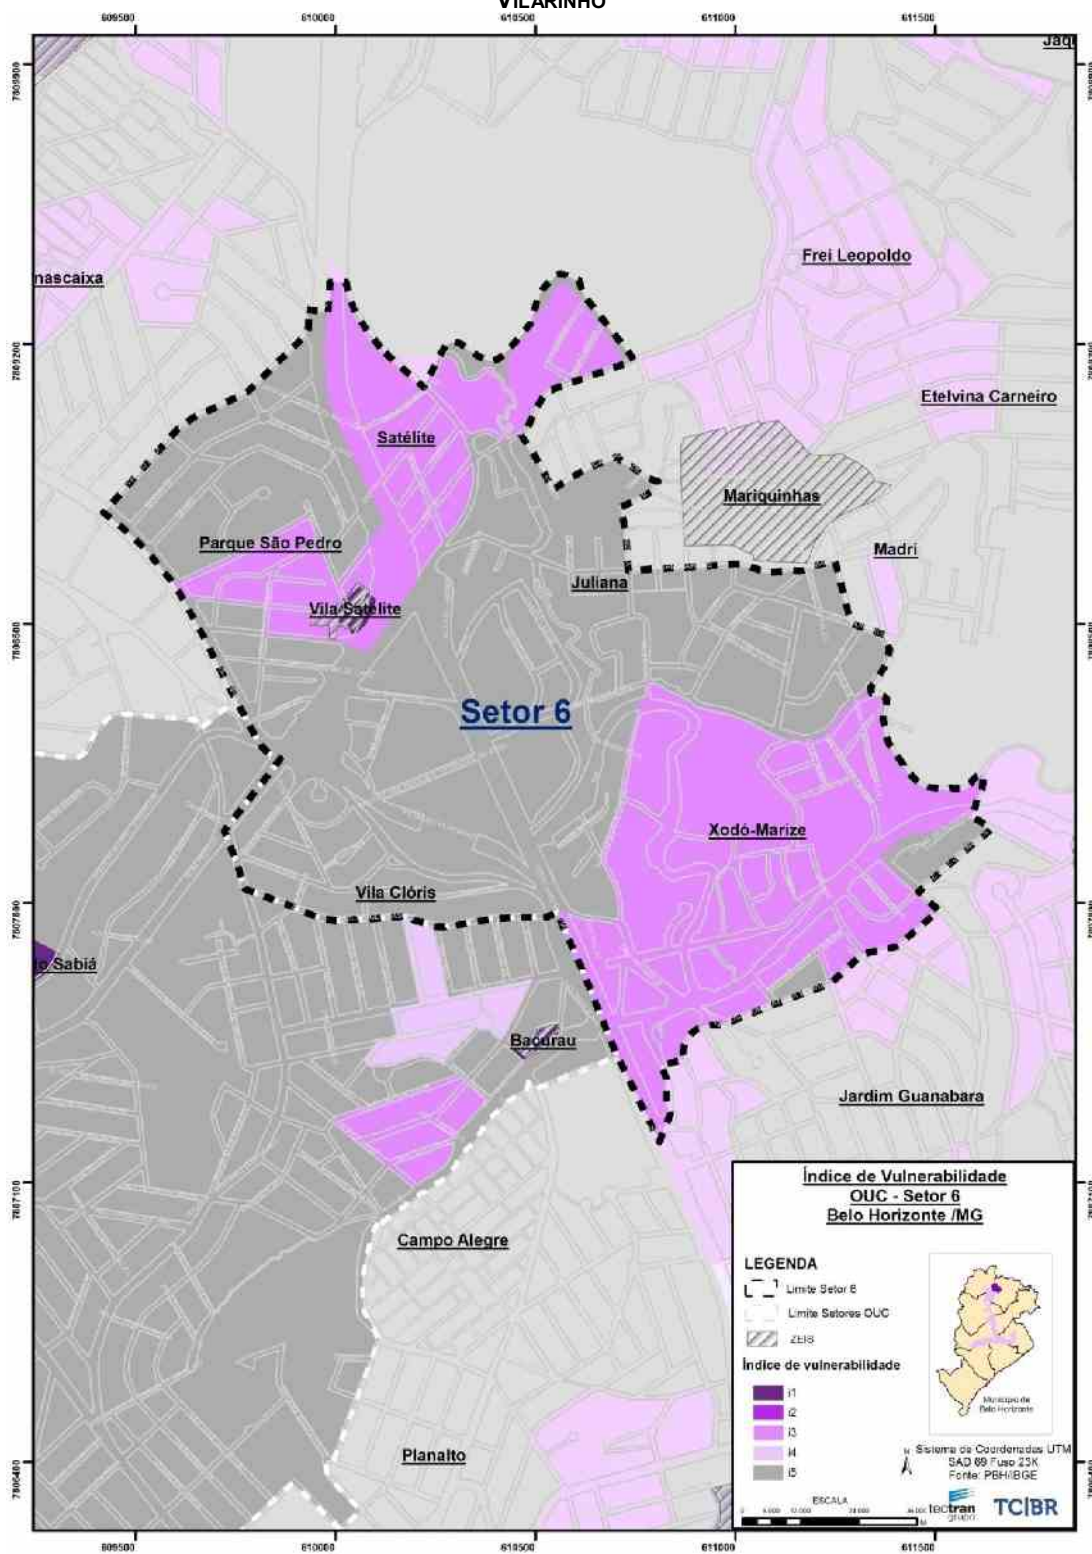 VILARINHO
609500 610000 610500 611000 611500
Frei Leopoldo
nascaixa
Etelvina Carneiro
Satélite
Mariquinhas
Parque São Pedro
Madri
Juliana
Vila Satélite
Setor 6
Xodó-Marize
Vila Clóris
to Sabiá
Bacurau
Jardim Guanabara
Campo Alegre
Planalto
Índice de Vulnerabilidade
OUC - Setor 6
Belo Horizonte /MG
LEGENDA
Limite Setor 6
Limite Setores OUC
ZEIS
Índice de vulnerabilidade
i1
i2
i3
i4
i5
Município de
Belo Horizonte
N
Sistema de Coordenadas UTM
SAD 69 Fuso 23K
Fonte: PBH/IBGE
ESCALA
tectran
grupo
TC|BR
609500 610000 610500 611000 611500